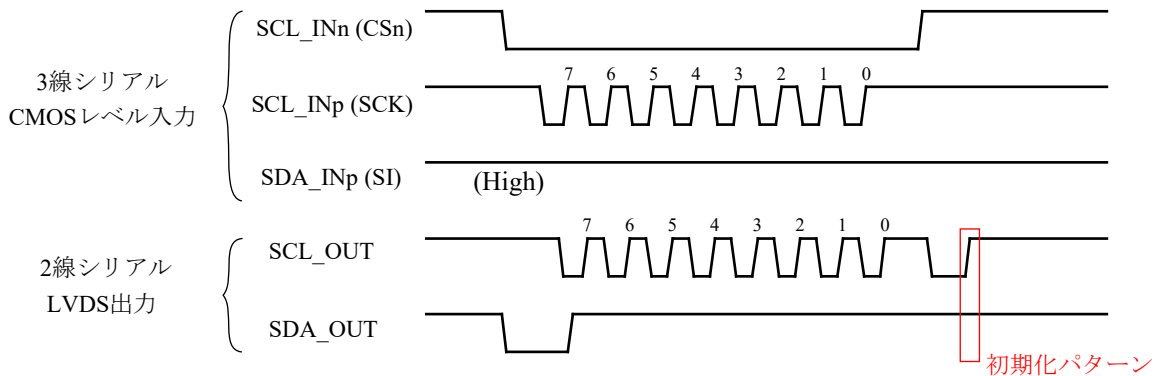 3線シリアル
CMOSレベル入力
SCL_INn (CSn)
7 6 5 4 3 2 1 0
SCL_INp (SCK)
SDA_INp (SI)
(High)
2線シリアル
LVDS出力
7 6 5 4 3 2 1 0
SCL_OUT
SDA_OUT
初期化パターン